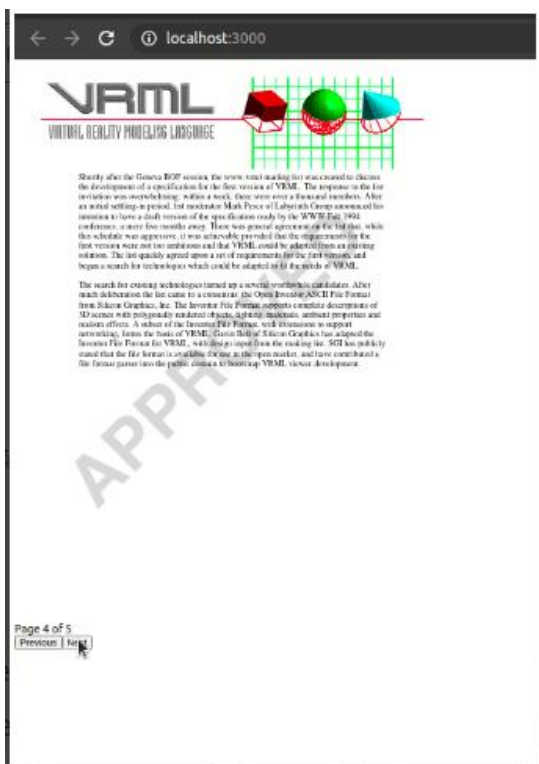 localhost:3000
VRML
VIRTUAL REALITY MODELING LANGUAGE
Shortly after the Geneva BOF session, the www-vrml mailing list was created to discuss
the development of a specification for the first version of VRML. The response to the list
invitation was overwhelming: within a week, there were over a thousand members. After
an initial settling-in period, list moderator Mark Pesce of Labyrinth Group announced his
intention to have a draft version of the specification ready by the WWW Fall 1994
conference, a mere five months away. There was general agreement on the list that, while
this schedule was aggressive, it was achievable provided that the requirements for the
first version were not too ambitious and that VRML could be adapted from an existing
solution. The list quickly agreed upon a set of requirements for the first version, and
began a search for technologies which could be adapted to fit the needs of VRML.
The search for existing technologies turned up a several worthwhile candidates. After
much deliberation the list came to a consensus: the Open Inventor ASCII File Format
from Silicon Graphics, Inc. The Inventor File Format supports complete descriptions of
3D scenes with polygonally rendered objects, lighting, materials, ambient properties and
realism effects. A subset of the Inventor File Format, with extensions to support
networking, forms the basis of VRML. Gavin Bell of Silicon Graphics has adapted the
Inventor File Format for VRML, with design input from the mailing list. SGI has publicly
stated that the file format is available for use in the open market, and have contributed a
file format parser into the public domain to bootstrap VRML viewer development.
APPROVED
Page 4 of 5
Previous Next